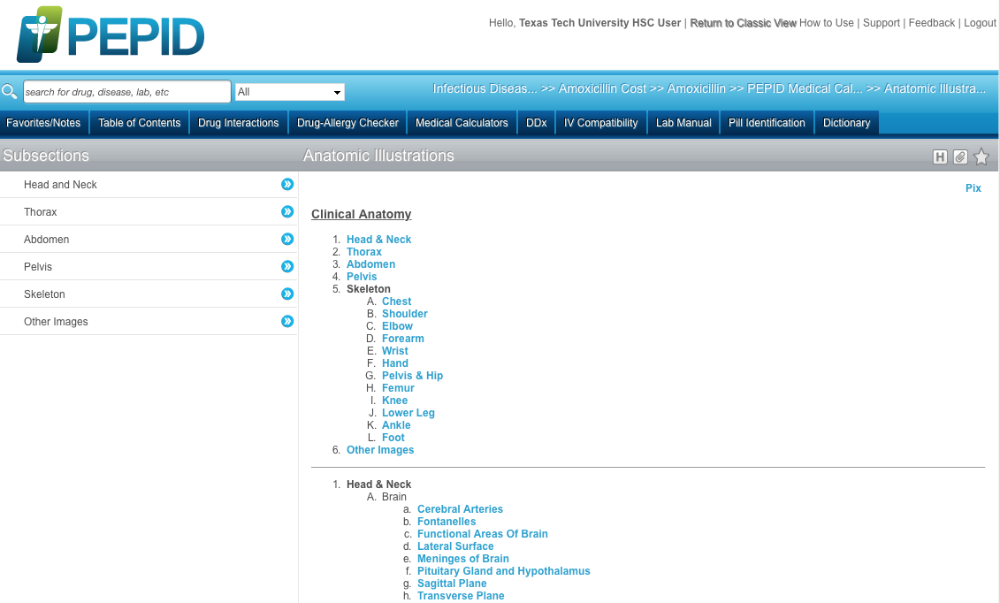 PEPID
Hello, Texas Tech University HSC User | Return to Classic View How to Use | Support | Feedback | Logout
search for drug, disease, lab, etc
All
Infectious Diseas... >> Amoxicillin Cost >> Amoxicillin >> PEPID Medical Cal... >> Anatomic Illustra...
Favorites/Notes
Table of Contents
Drug Interactions
Drug-Allergy Checker
Medical Calculators
DDx
IV Compatibility
Lab Manual
Pill Identification
Dictionary
Subsections
Anatomic Illustrations
H
Head and Neck
Thorax
Abdomen
Pelvis
Skeleton
Other Images
Pix
Clinical Anatomy
1. Head & Neck
2. Thorax
3. Abdomen
4. Pelvis
5. Skeleton
A. Chest
B. Shoulder
C. Elbow
D. Forearm
E. Wrist
F. Hand
G. Pelvis & Hip
H. Femur
I. Knee
J. Lower Leg
K. Ankle
L. Foot
6. Other Images
1. Head & Neck
A. Brain
a. Cerebral Arteries
b. Fontanelles
c. Functional Areas Of Brain
d. Lateral Surface
e. Meninges of Brain
f. Pituitary Gland and Hypothalamus
g. Sagittal Plane
h. Transverse Plane